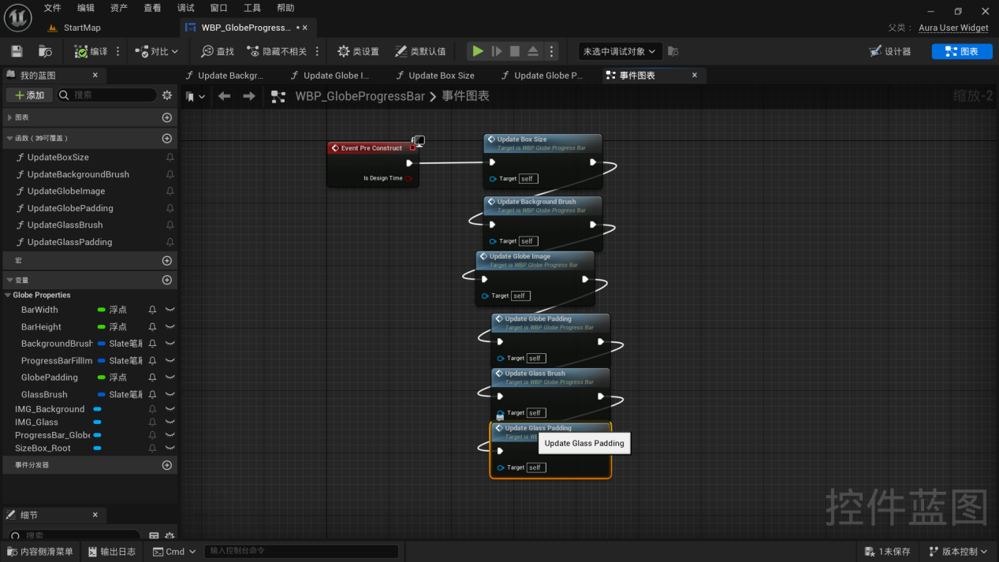 文件 编辑 资产 查看 调试 窗口 工具 帮助
StartMap
WBP_GlobeProgress...
父类： Aura User Widget
编译 对比 查找 隐藏不相关 类设置 类默认值 未选中调试对象 设计器 图表
我的蓝图
ƒ Update Backgr... ƒ Update Globe I... ƒ Update Box Size ƒ Update Globe P... 事件图表
添加 搜索
WBP_GlobeProgressBar 事件图表 缩放-2
图表
函数（39可覆盖）
ƒ UpdateBoxSize
ƒ UpdateBackgroundBrush
ƒ UpdateGlobeImage
ƒ UpdateGlobePadding
ƒ UpdateGlassBrush
ƒ UpdateGlassPadding
宏
变量
Globe Properties
BarWidth 浮点
BarHeight 浮点
BackgroundBrush Slate笔刷
ProgressBarFillIm Slate笔刷
GlobePadding 浮点
GlassBrush Slate笔刷
IMG_Background
IMG_Glass
ProgressBar_Globe
SizeBox_Root
事件分发器
细节
搜索
Event Pre Construct
Is Design Time
Update Box Size
Target is WBP Globe Progress Bar
Target self
Update Background Brush
Target is WBP Globe Progress Bar
Target self
Update Globe Image
Target is WBP Globe Progress Bar
Target self
Update Globe Padding
Target is WBP Globe Progress Bar
Target self
Update Glass Brush
Target is WBP Globe Progress Bar
Target self
Update Glass Padding
Target is WB
Update Glass Padding
Target self
控件蓝图
内容侧滑菜单 输出日志 Cmd 输入控制台命令 1未保存 版本控制